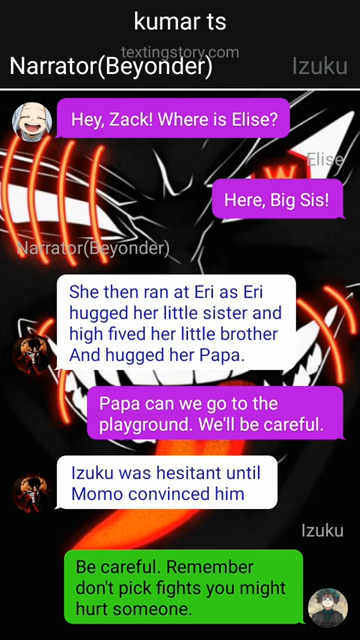 kumar ts
textingstory.com
Narrator(Beyonder)
Izuku
Hey, Zack! Where is Elise?
Elise
Here, Big Sis!
Narrator(Beyonder)
She then ran at Eri as Eri
hugged her little sister and
high fived her little brother
And hugged her Papa.
Papa can we go to the
playground. We'll be careful.
Izuku was hesitant until
Momo convinced him
Izuku
Be careful. Remember
don't pick fights you might
hurt someone.